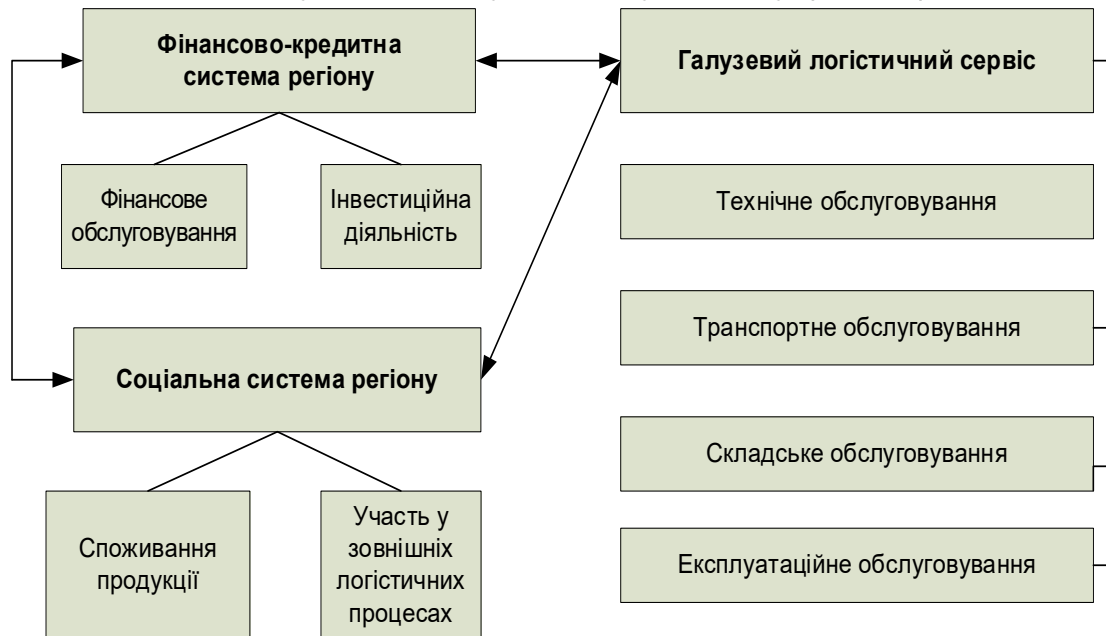 Фінансово-кредитна
система регіону
Галузевий логістичний сервіс
Фінансове
обслуговування
Інвестиційна
діяльність
Технічне обслуговування
Транспортне обслуговування
Соціальна система регіону
Складське обслуговування
Споживання
продукції
Участь у
зовнішніх
логістичних
процесах
Експлуатаційне обслуговування